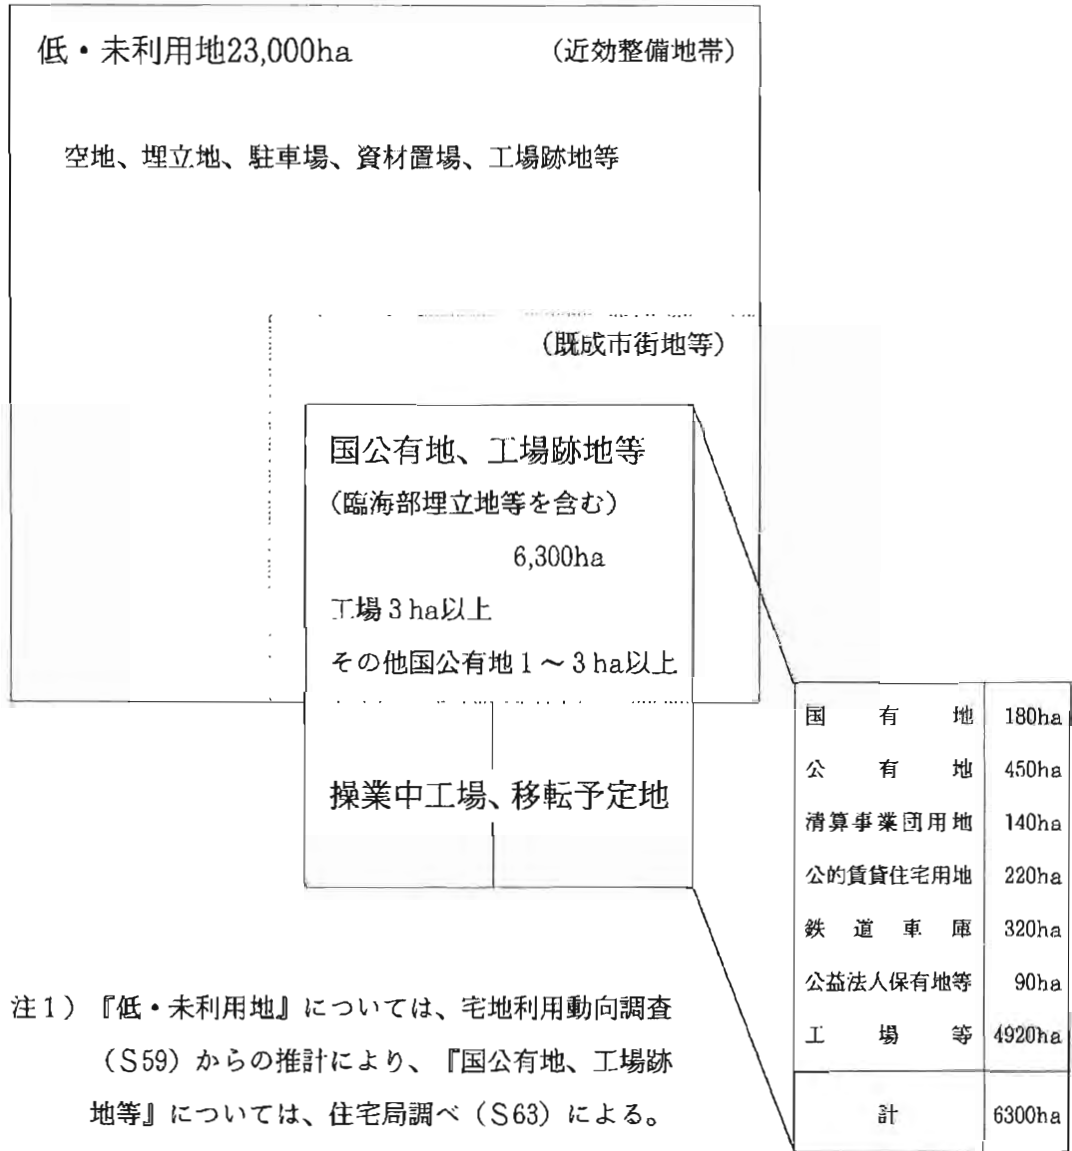 低・未利用地23,000ha （近効整備地帯）
空地、埋立地、駐車場、資材置場、工場跡地等
（既成市街地等）
国公有地、工場跡地等
（臨海部埋立地等を含む）
6,300ha
工場3ha以上
その他国公有地1～3ha以上
操業中工場、移転予定地
国有地 180ha
公有地 450ha
清算事業団用地 140ha
公的賃貸住宅用地 220ha
鉄道車庫 320ha
公益法人保有地等 90ha
工場等 4920ha
計 6300ha
注1）『低・未利用地』については、宅地利用動向調査
（S59）からの推計により、『国公有地、工場跡
地等』については、住宅局調べ（S63）による。